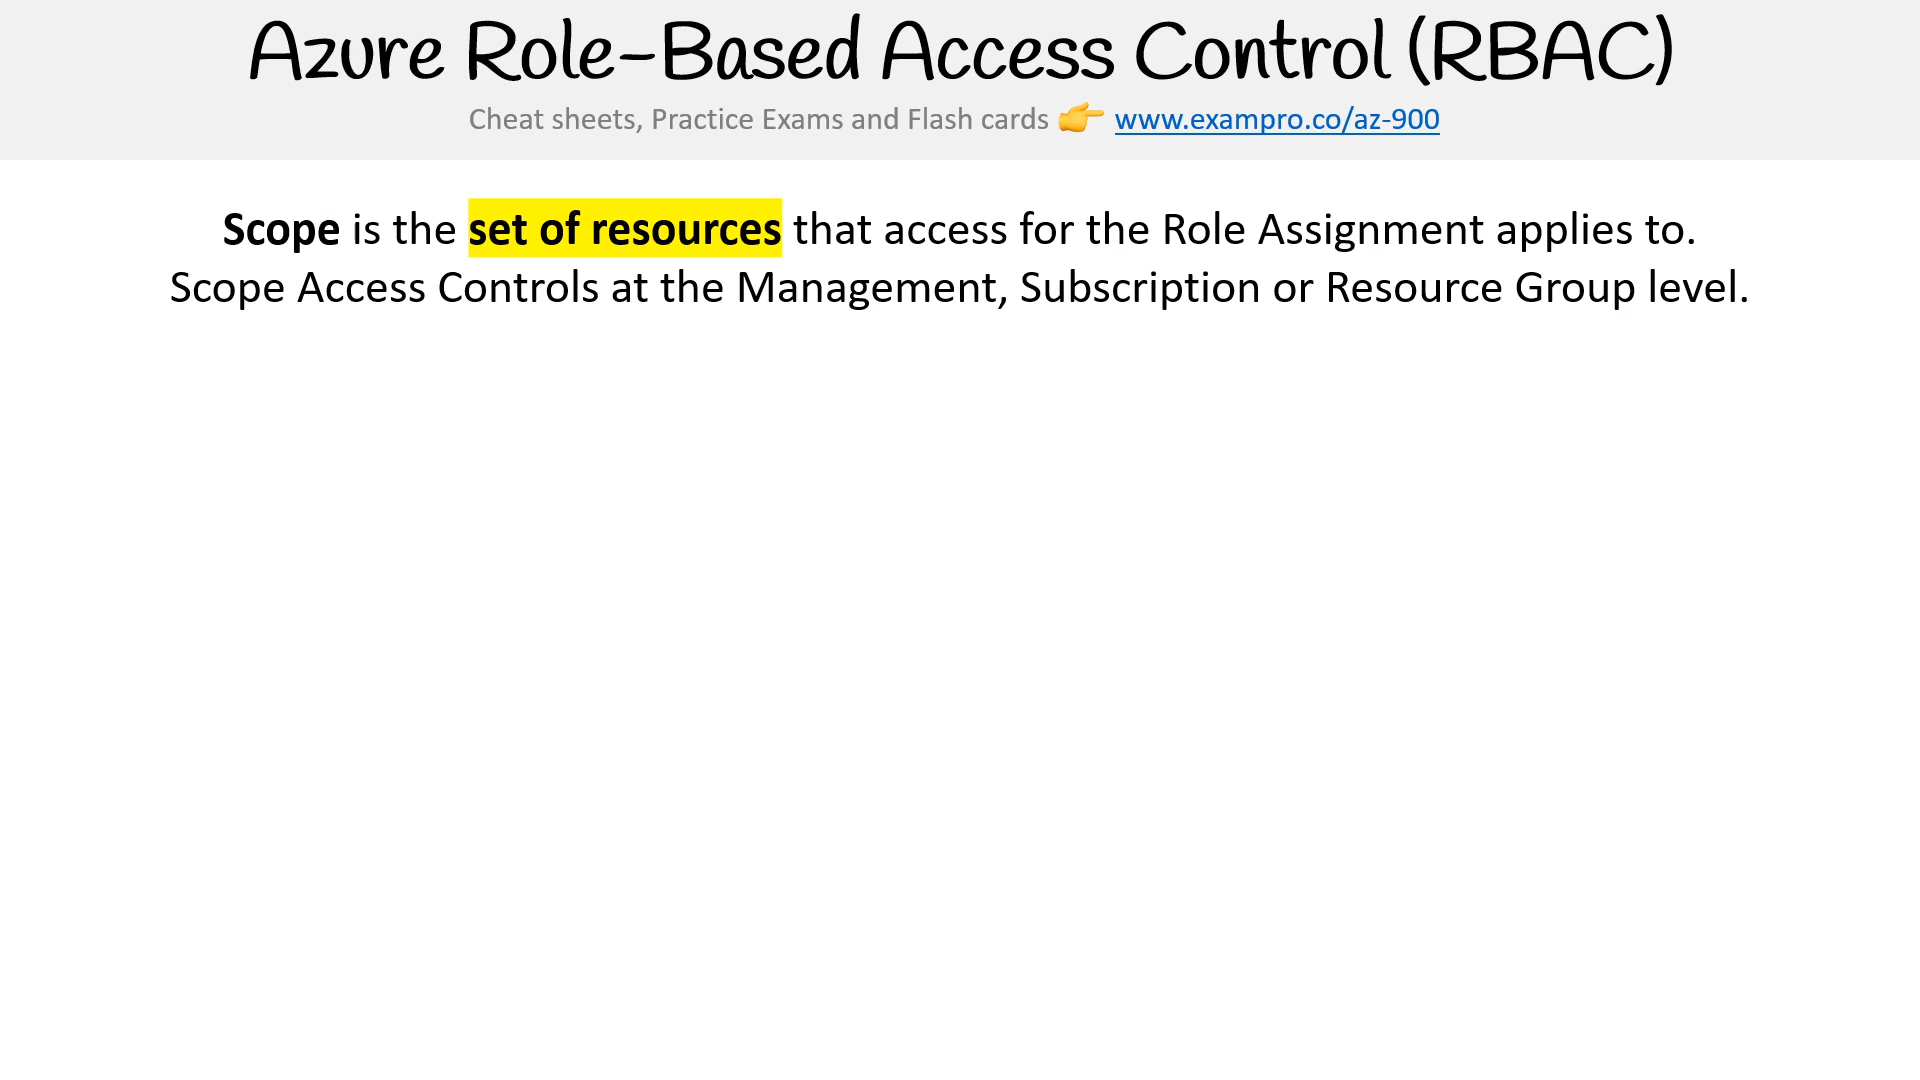 Azure Role-Based Access Control (RBAC)
Cheat sheets, Practice Exams and Flash cards 👉 www.exampro.co/az-900
Scope is the set of resources that access for the Role Assignment applies to.
Scope Access Controls at the Management, Subscription or Resource Group level.